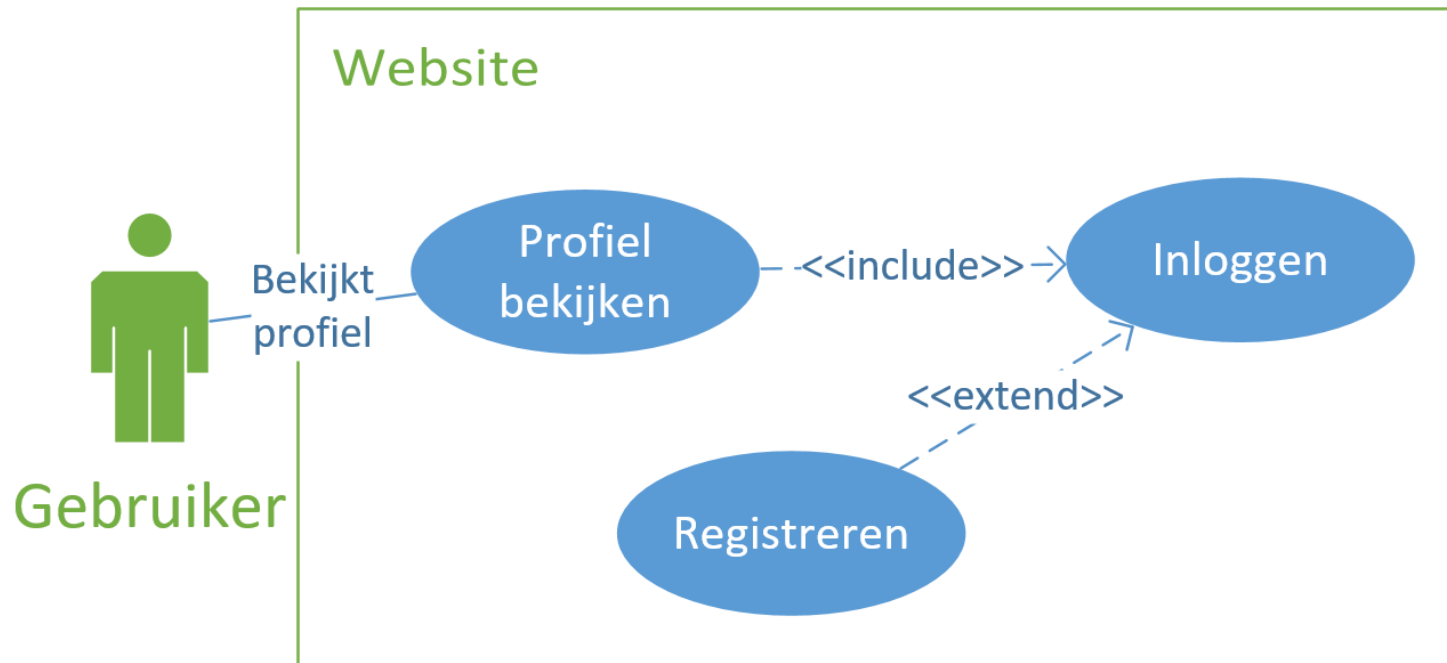 Website
Profiel
bekijken
<<include>>
Inloggen
Bekijkt
profiel
<<extend>>
Gebruiker
Registreren